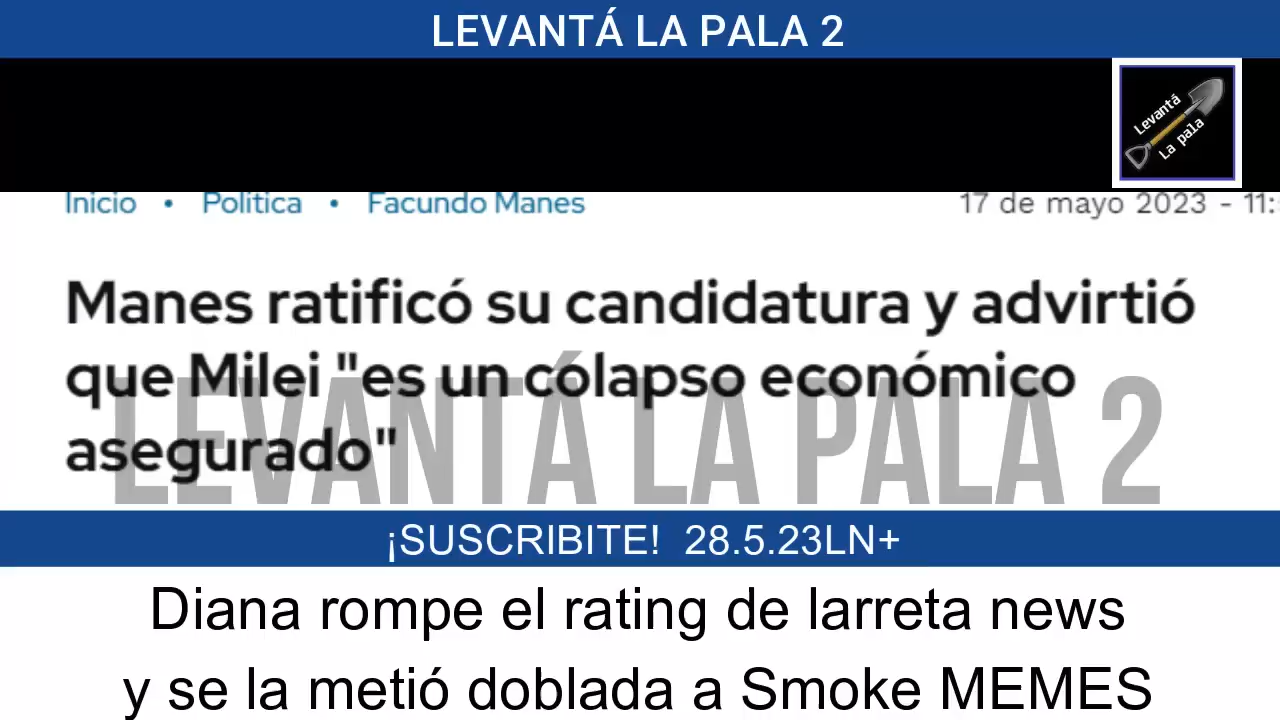 LEVANTÁ LA PALA 2
Levantá
La pala
Inicio • Política • Facundo Manes 17 de mayo 2023 - 11:
Manes ratificó su candidatura y advirtió
que Milei "es un cólapso económico
asegurado"
LEVANTÁ LA PALA 2
¡SUSCRIBITE! 28.5.23LN+
Diana rompe el rating de larreta news
y se la metió doblada a Smoke MEMES